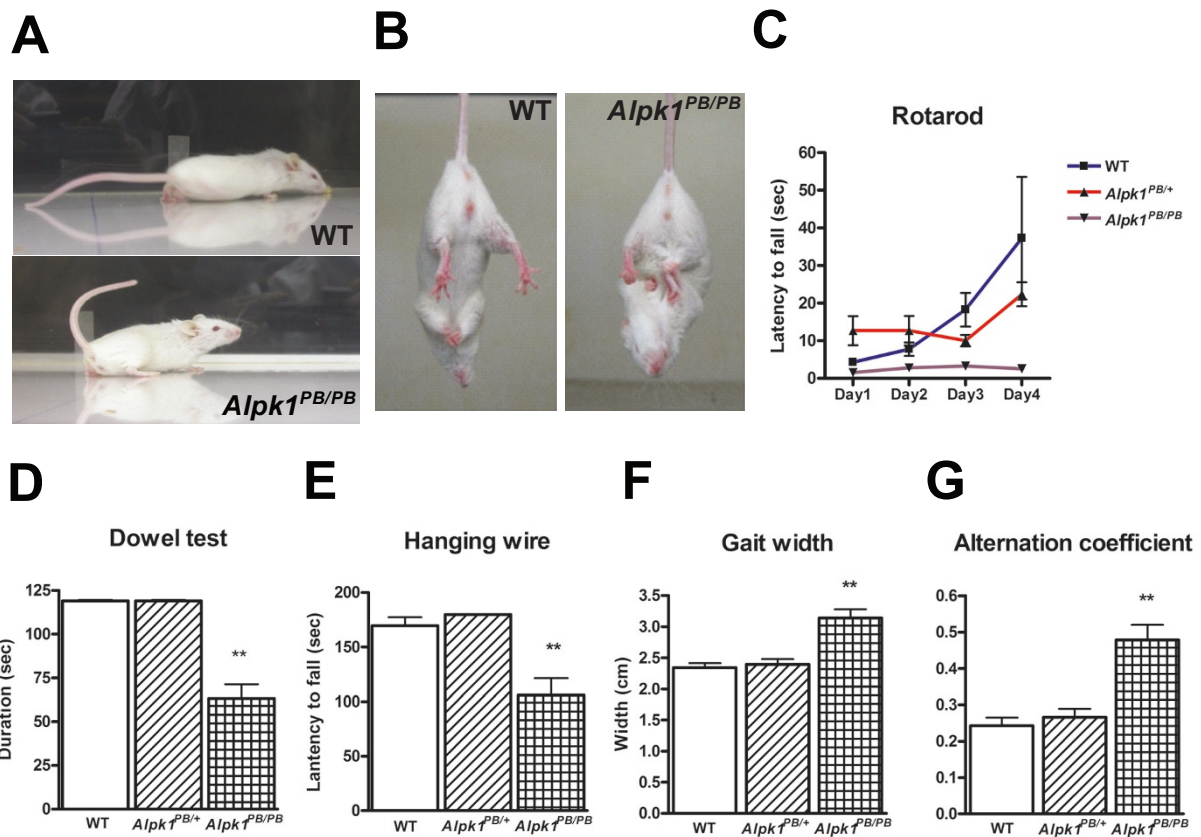 A
WT
Alpk1PB/PB
B
WT
Alpk1PB/PB
C
Rotarod
Latency to fall (sec)
60
50
40
30
20
10
0
Day1 Day2 Day3 Day4
WT
Alpk1PB/+
Alpk1PB/PB
D
Dowel test
Duration (sec)
125
100
75
50
25
0
WT Alpk1PB/+ Alpk1PB/PB
**
E
Hanging wire
Lantency to fall (sec)
200
150
100
50
0
WT Alpk1PB/+ Alpk1PB/PB
**
F
Gait width
Width (cm)
3.5
3.0
2.5
2.0
1.5
1.0
0.5
0.0
WT Alpk1PB/+ Alpk1PB/PB
**
G
Alternation coefficient
0.6
0.5
0.4
0.3
0.2
0.1
0.0
WT Alpk1PB/+ Alpk1PB/PB
**